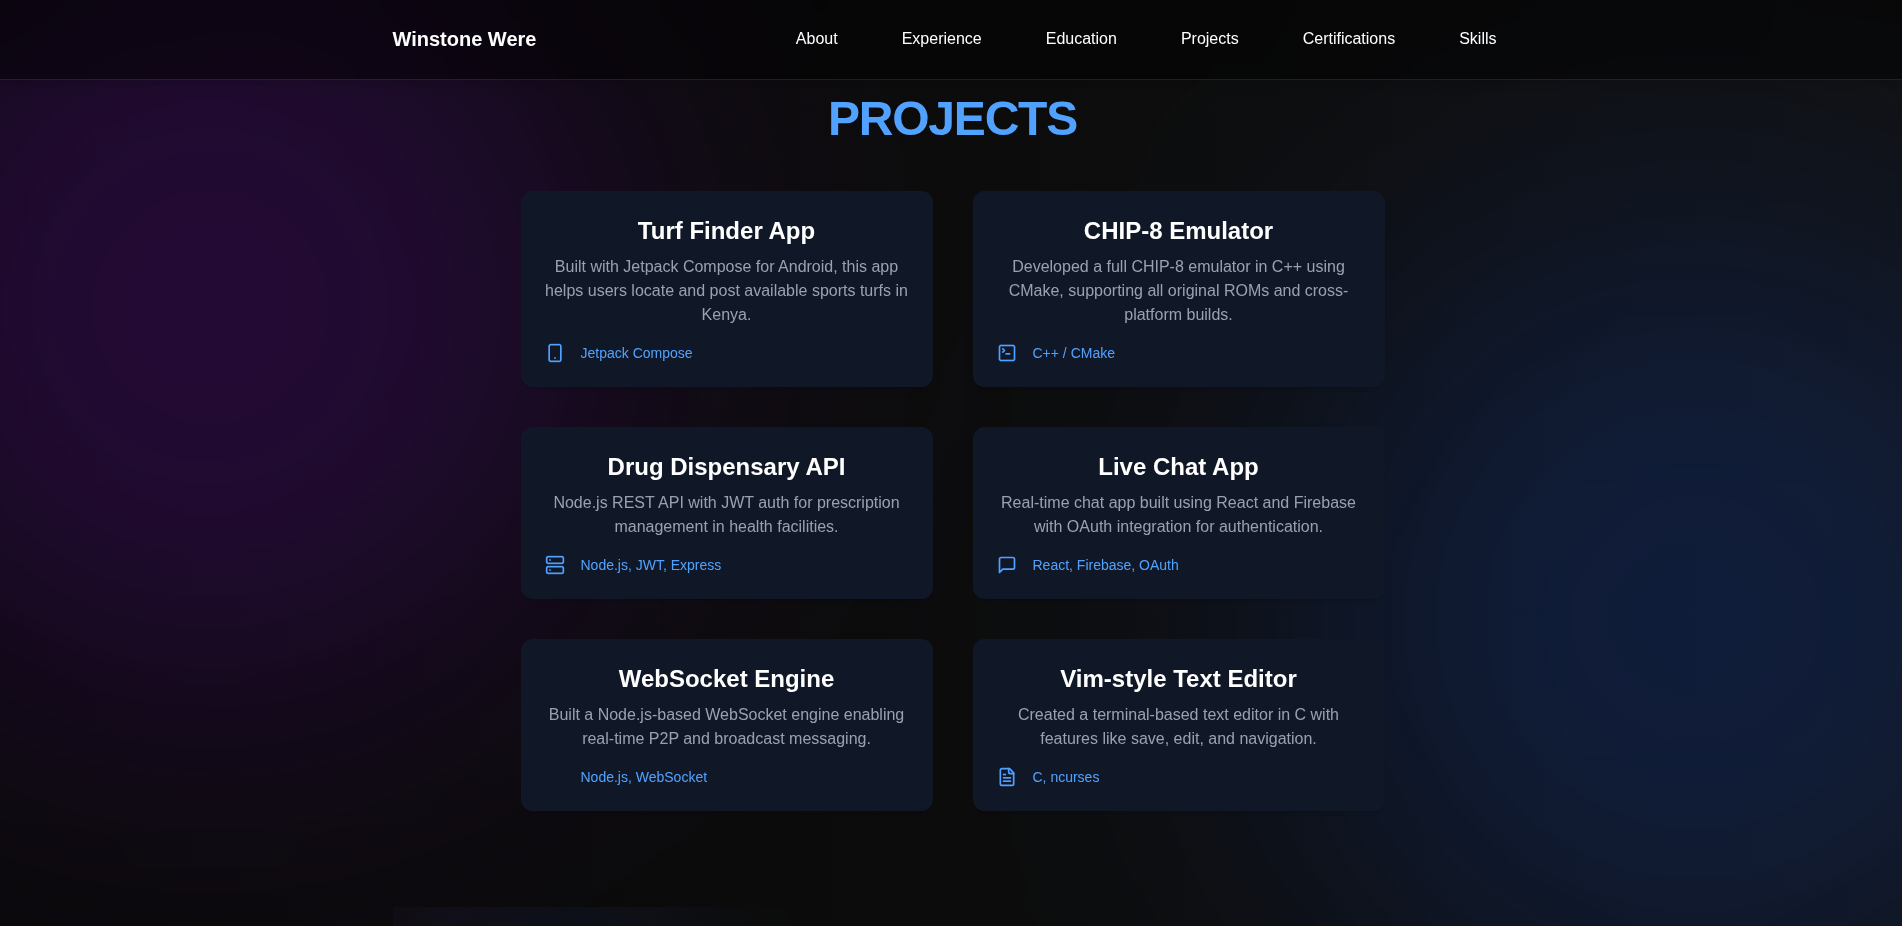 Winstone Were
About
Experience
Education
Projects
Certifications
Skills
PROJECTS
Turf Finder App
Built with Jetpack Compose for Android, this app
helps users locate and post available sports turfs in
Kenya.
Jetpack Compose
CHIP-8 Emulator
Developed a full CHIP-8 emulator in C++ using
CMake, supporting all original ROMs and cross-
platform builds.
C++ / CMake
Drug Dispensary API
Node.js REST API with JWT auth for prescription
management in health facilities.
Node.js, JWT, Express
Live Chat App
Real-time chat app built using React and Firebase
with OAuth integration for authentication.
React, Firebase, OAuth
WebSocket Engine
Built a Node.js-based WebSocket engine enabling
real-time P2P and broadcast messaging.
Node.js, WebSocket
Vim-style Text Editor
Created a terminal-based text editor in C with
features like save, edit, and navigation.
C, ncurses